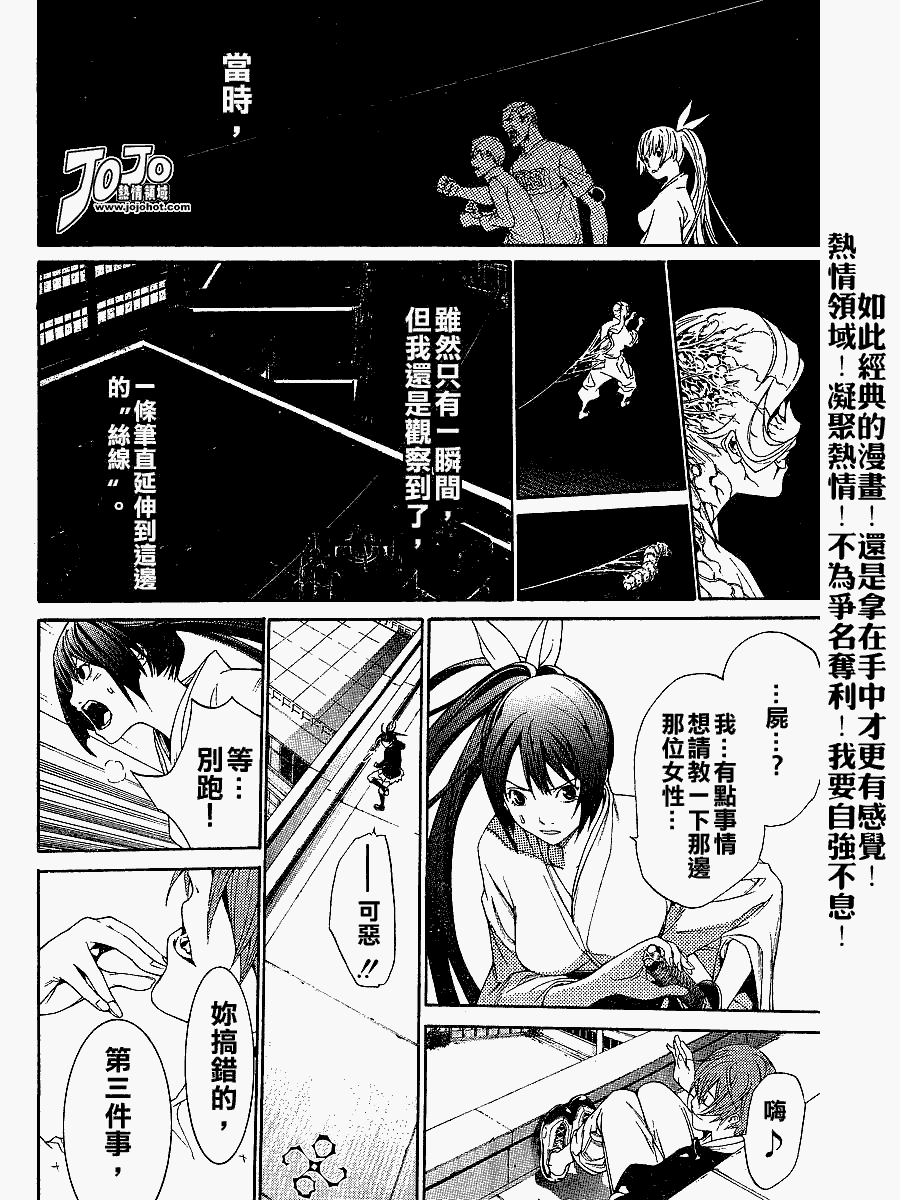 當時，
JOJO
熱情領域
www.jojohot.com
雖然只有一瞬間，
但我還是觀察到了，
一條筆直延伸到這邊
的〝絲線〞。
…屍…？
我…有點事情
想請教一下那邊
那位女性…
嗨♪
——可惡!!
等…
別跑！
妳搞錯的，
第三件事，
如此經典的漫畫！還是拿在手中才更有感覺！
熱情領域！凝聚熱情！不為爭名奪利！我要自強不息！